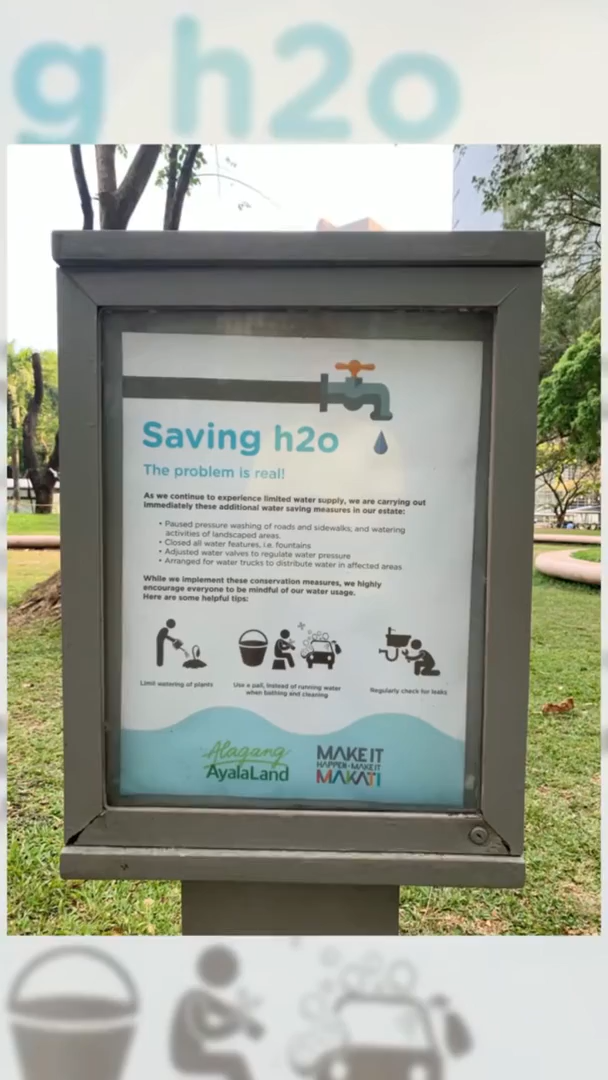 g h2o
Saving h2o
The problem is real!
As we continue to experience limited water supply, we are carrying out
immediately these additional water saving measures in our estate:
• Paused pressure washing of roads and sidewalks; and watering
activities of landscaped areas.
• Closed all water features, i.e. fountains
• Adjusted water valves to regulate water pressure
• Arranged for water trucks to distribute water in affected areas
While we implement these conservation measures, we highly
encourage everyone to be mindful of our water usage.
Here are some helpful tips:
Limit watering of plants
Use a pail, instead of running water
when bathing and cleaning
Regularly check for leaks
Alagang
AyalaLand
MAKE IT
HAPPEN • MAKE IT
MAKATI